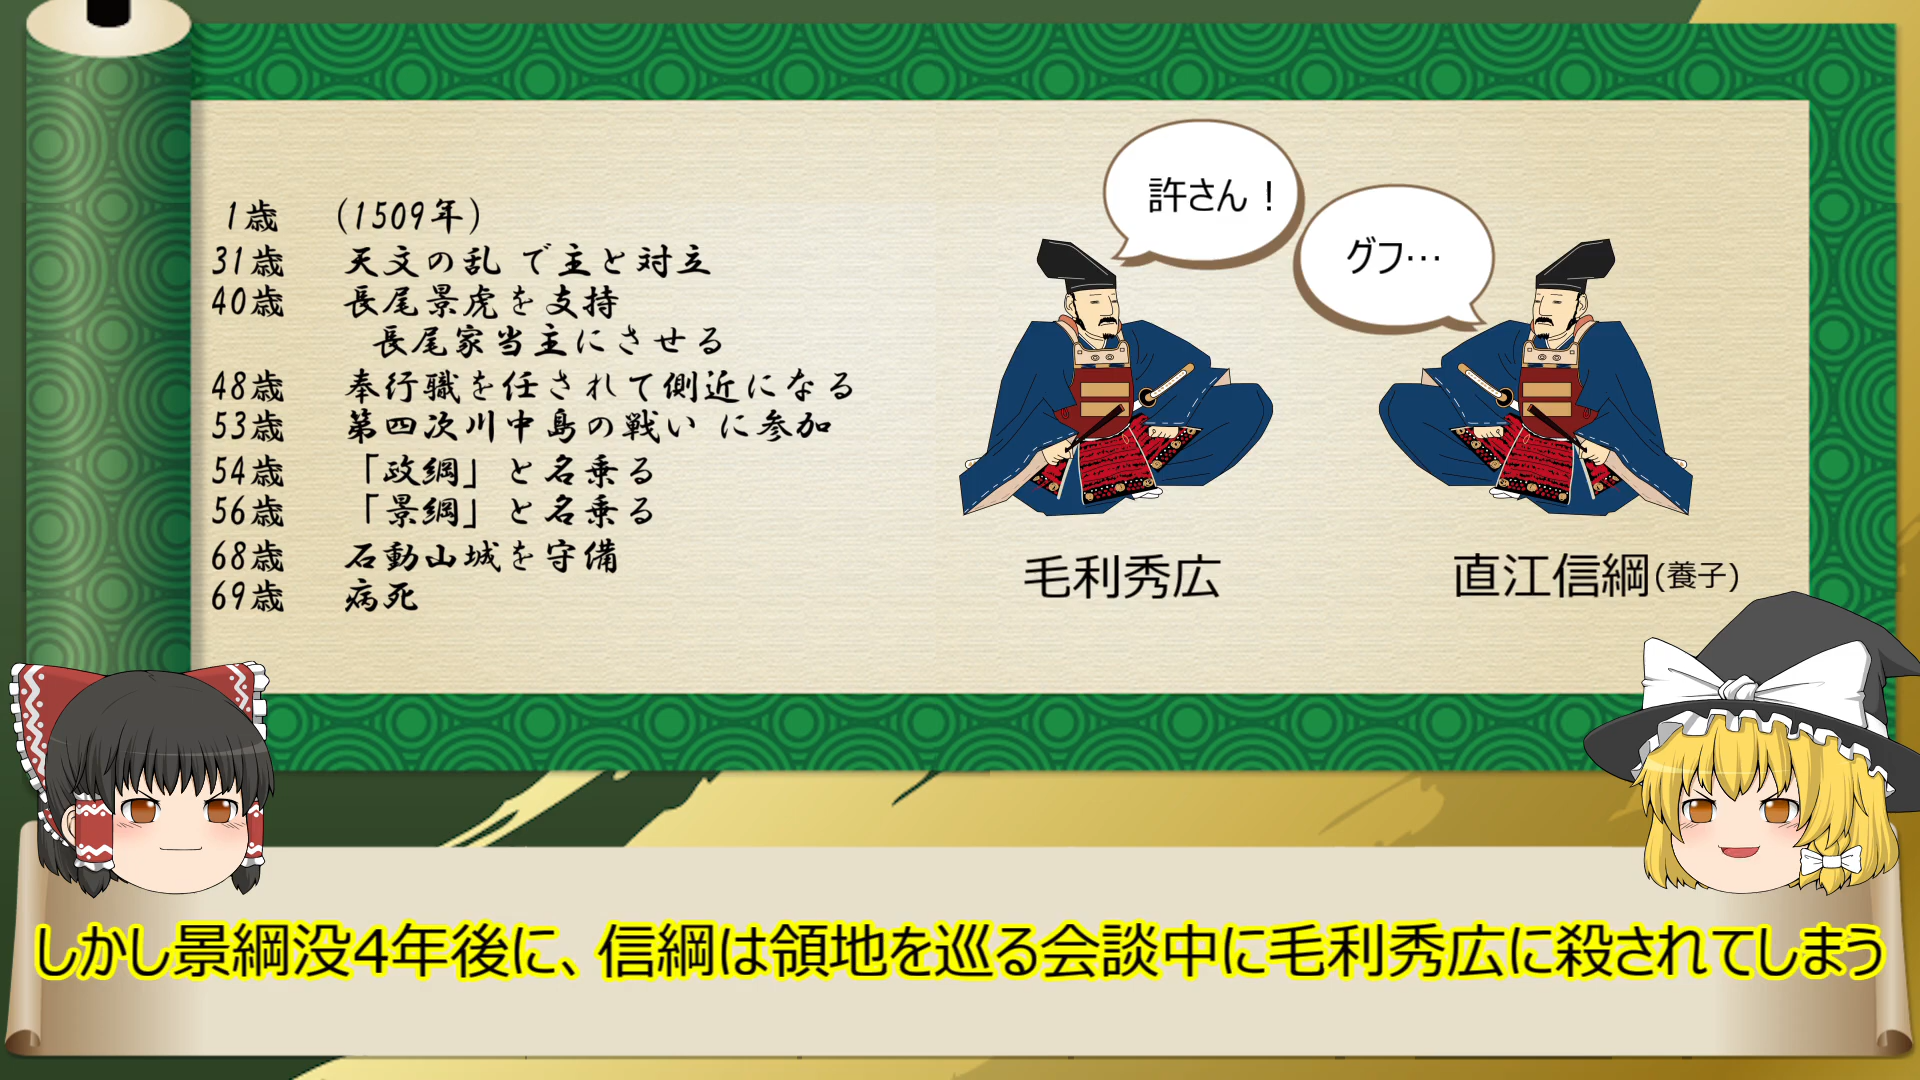 1歳 (1509年)
31歳 天文の乱 で主と対立
40歳 長尾景虎を支持
長尾家当主にさせる
48歳 奉行職を任されて側近になる
53歳 第四次川中島の戦い に参加
54歳 「政綱」と名乗る
56歳 「景綱」と名乗る
68歳 石動山城を守備
69歳 病死
許さん！
グフ…
毛利秀広
直江信綱(養子)
しかし景綱没4年後に、信綱は領地を巡る会談中に毛利秀広に殺されてしまう